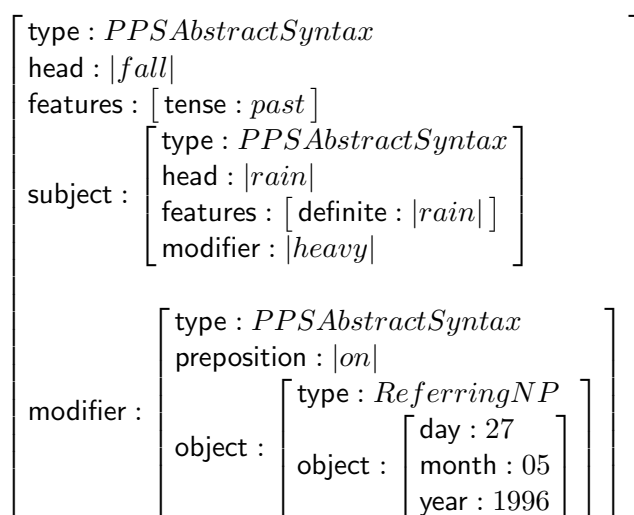 type : PPSAbstractSyntax
head : |fall|
features : [ tense : past ]
subject : [ type : PPSAbstractSyntax
head : |rain|
features : [ definite : |rain| ]
modifier : |heavy| ]
modifier : [ type : PPSAbstractSyntax
preposition : |on|
object : [ type : ReferringNP
object : [ day : 27
month : 05
year : 1996